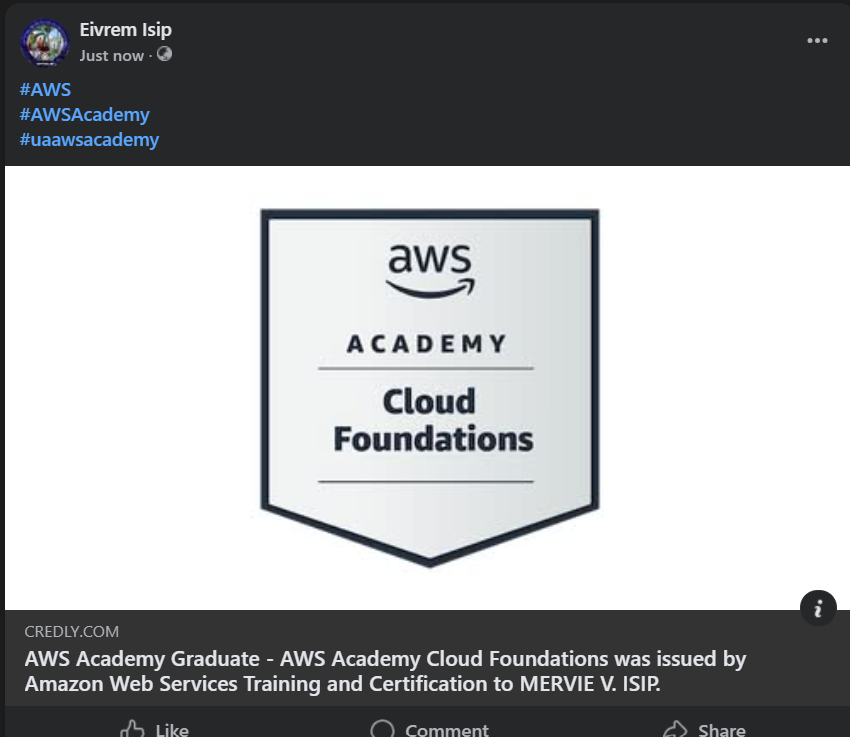 Eivrem Isip
Just now ·
#AWS
#AWSAcademy
#uaawsacademy
aws
ACADEMY
Cloud
Foundations
i
CREDLY.COM
AWS Academy Graduate - AWS Academy Cloud Foundations was issued by
Amazon Web Services Training and Certification to MERVIE V. ISIP.
Like Comment Share